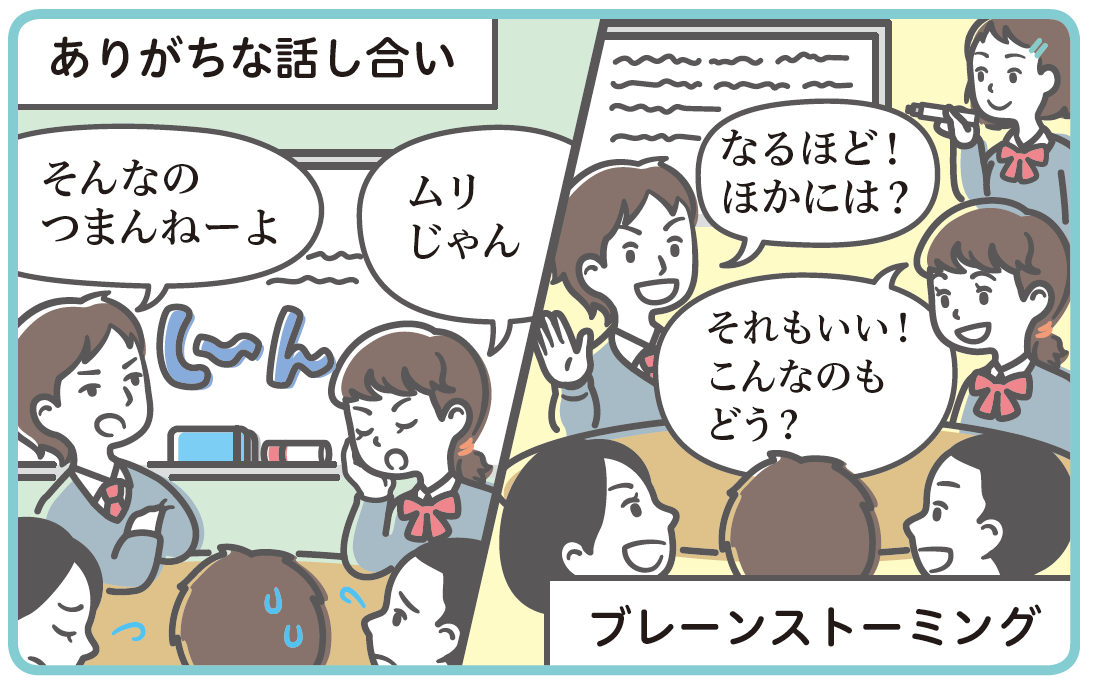 ありがちな話し合い
そんなの
つまんねーよ
ムリ
じゃん
し〜ん
なるほど！
ほかには？
それもいい！
こんなのも
どう？
ブレーンストーミング